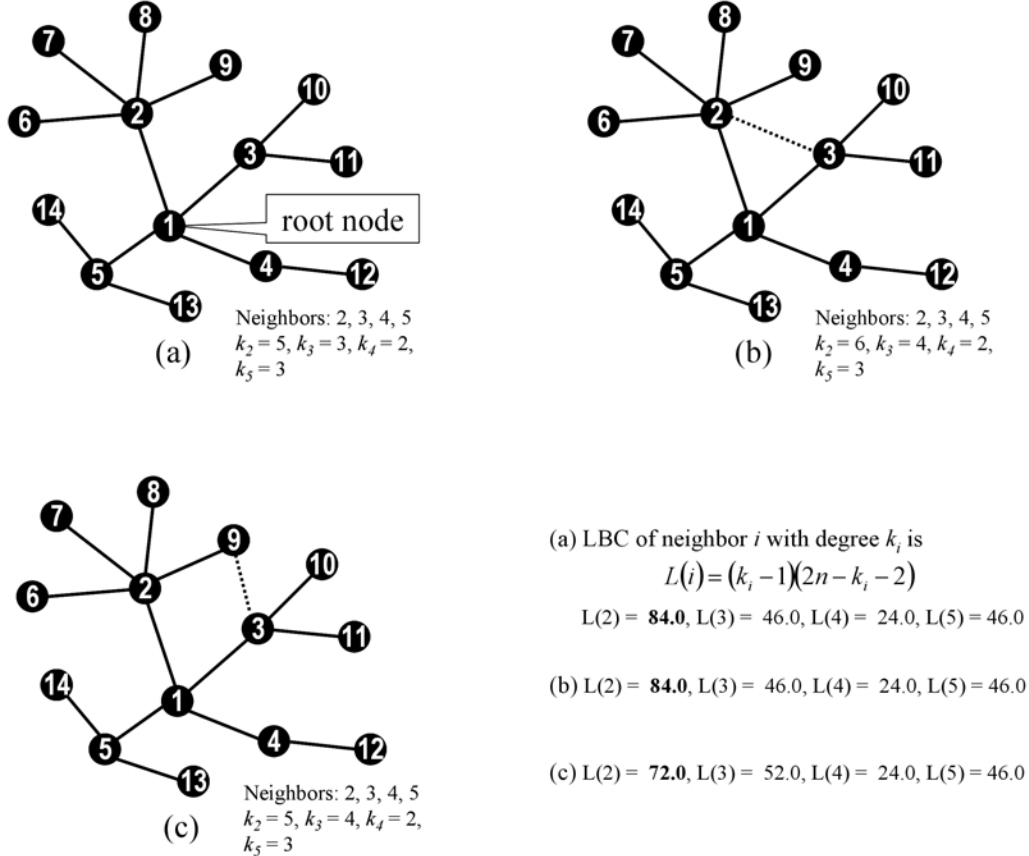 8
7
9
2
10
6
3
11
14
1
root node
5
4
12
13
Neighbors: 2, 3, 4, 5
k2 = 5, k3 = 3, k4 = 2,
k5 = 3
(a)
8
7
9
2
10
6
3
11
14
1
5
4
12
13
Neighbors: 2, 3, 4, 5
k2 = 6, k3 = 4, k4 = 2,
k5 = 3
(b)
8
7
9
2
10
6
3
11
14
1
5
4
12
13
Neighbors: 2, 3, 4, 5
k2 = 5, k3 = 4, k4 = 2,
k5 = 3
(c)
(a) LBC of neighbor i with degree ki is
L(i) = (ki − 1)(2n − ki − 2)
L(2) = 84.0, L(3) = 46.0, L(4) = 24.0, L(5) = 46.0
(b) L(2) = 84.0, L(3) = 46.0, L(4) = 24.0, L(5) = 46.0
(c) L(2) = 72.0, L(3) = 52.0, L(4) = 24.0, L(5) = 46.0